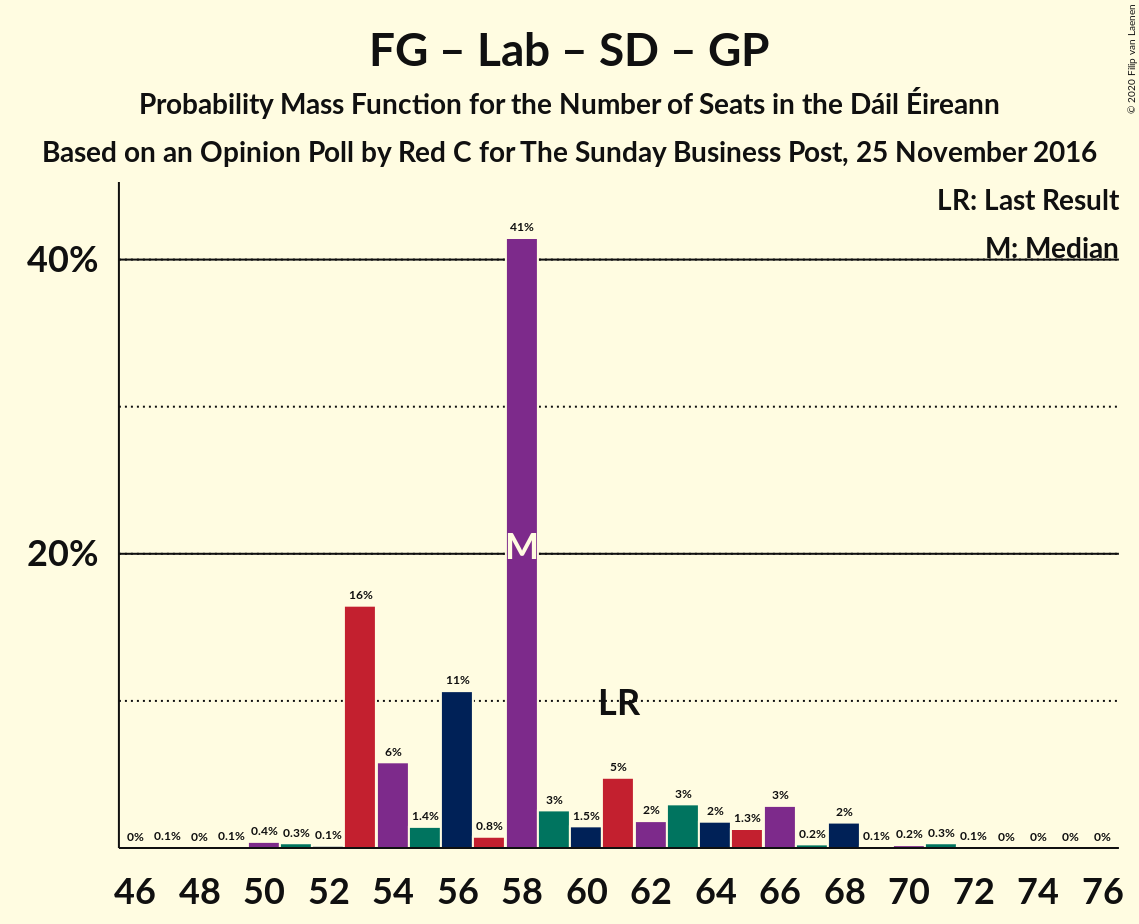 FG – Lab – SD – GP
Probability Mass Function for the Number of Seats in the Dáil Éireann
Based on an Opinion Poll by Red C for The Sunday Business Post, 25 November 2016
© 2020 Filip van Laenen
LR: Last Result
M: Median
40%
20%
0% 0.1% 0% 0.1% 0.4% 0.3% 0.1% 16% 6% 1.4% 11% 0.8% 41% 3% 1.5% 5% 2% 3% 2% 1.3% 3% 0.2% 2% 0.1% 0.2% 0.3% 0.1% 0% 0% 0% 0%
M
LR
46 48 50 52 54 56 58 60 62 64 66 68 70 72 74 76